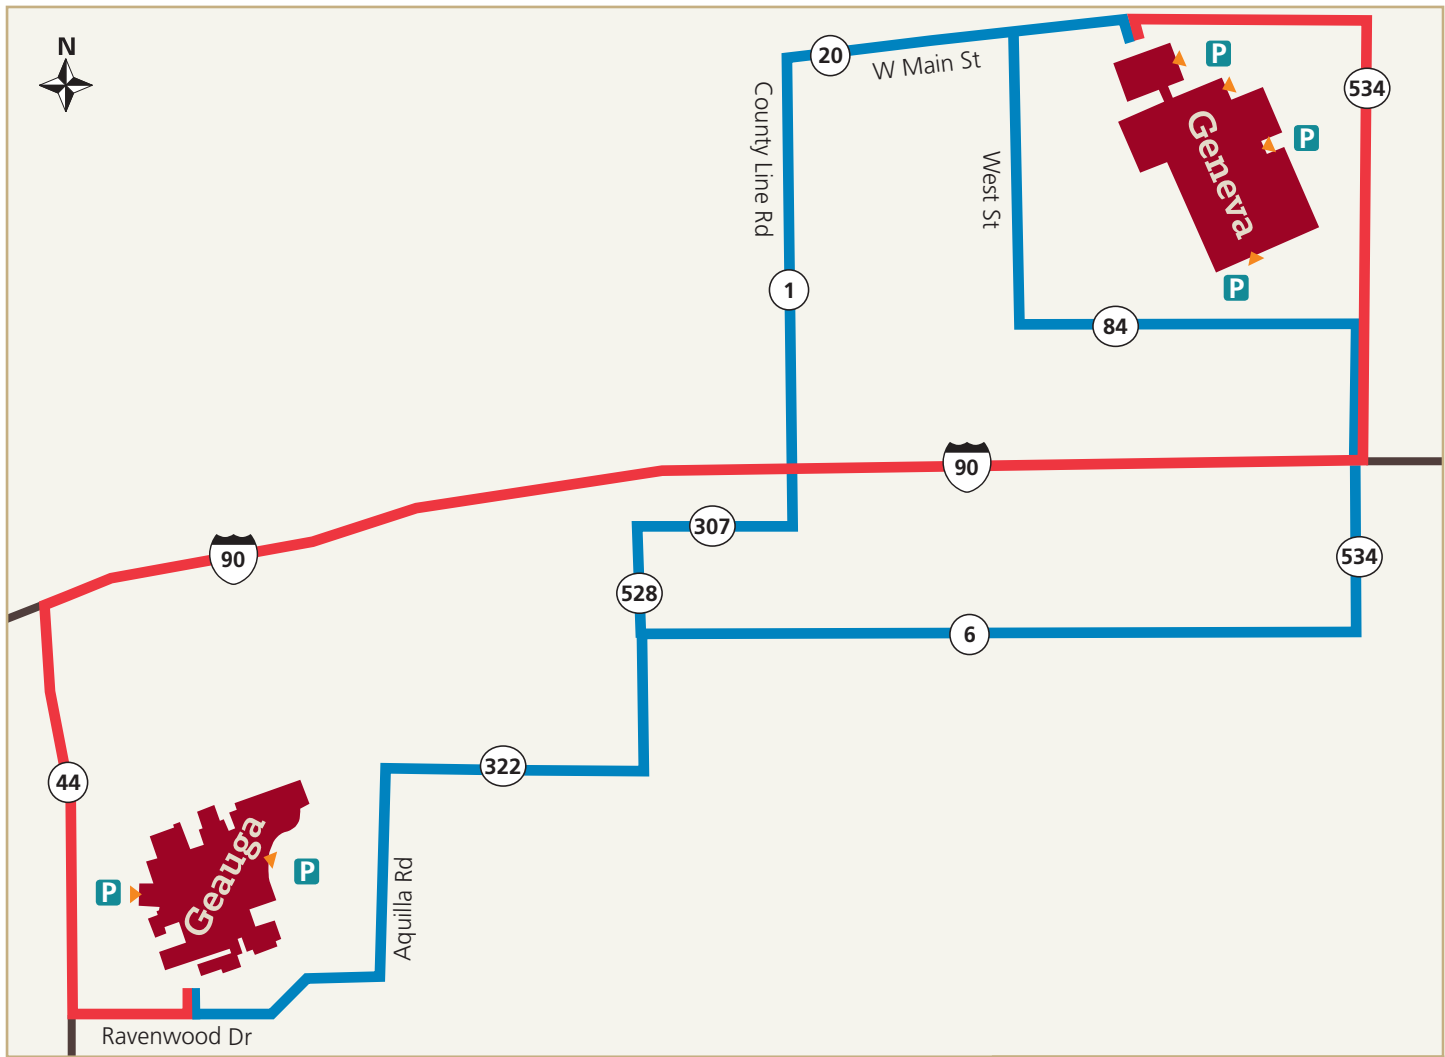 N
20
W Main St
P
534
County Line Rd
West St
Geneva
P
1
P
84
90
307
90
528
534
6
322
44
Geauga
P
P
Aquilla Rd
Ravenwood Dr